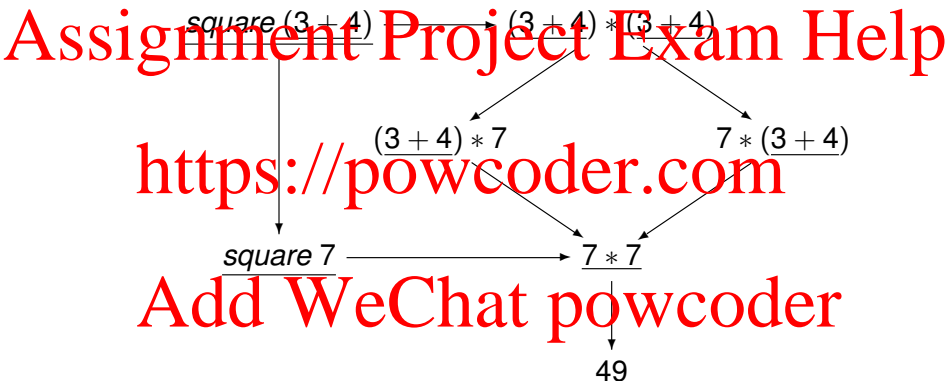 square (3 + 4) (3 + 4) ∗ (3 + 4)
Assignment Project Exam Help
(3 + 4) ∗ 7 7 ∗ (3 + 4)
https://powcoder.com
square 7 7 ∗ 7
Add WeChat powcoder
49